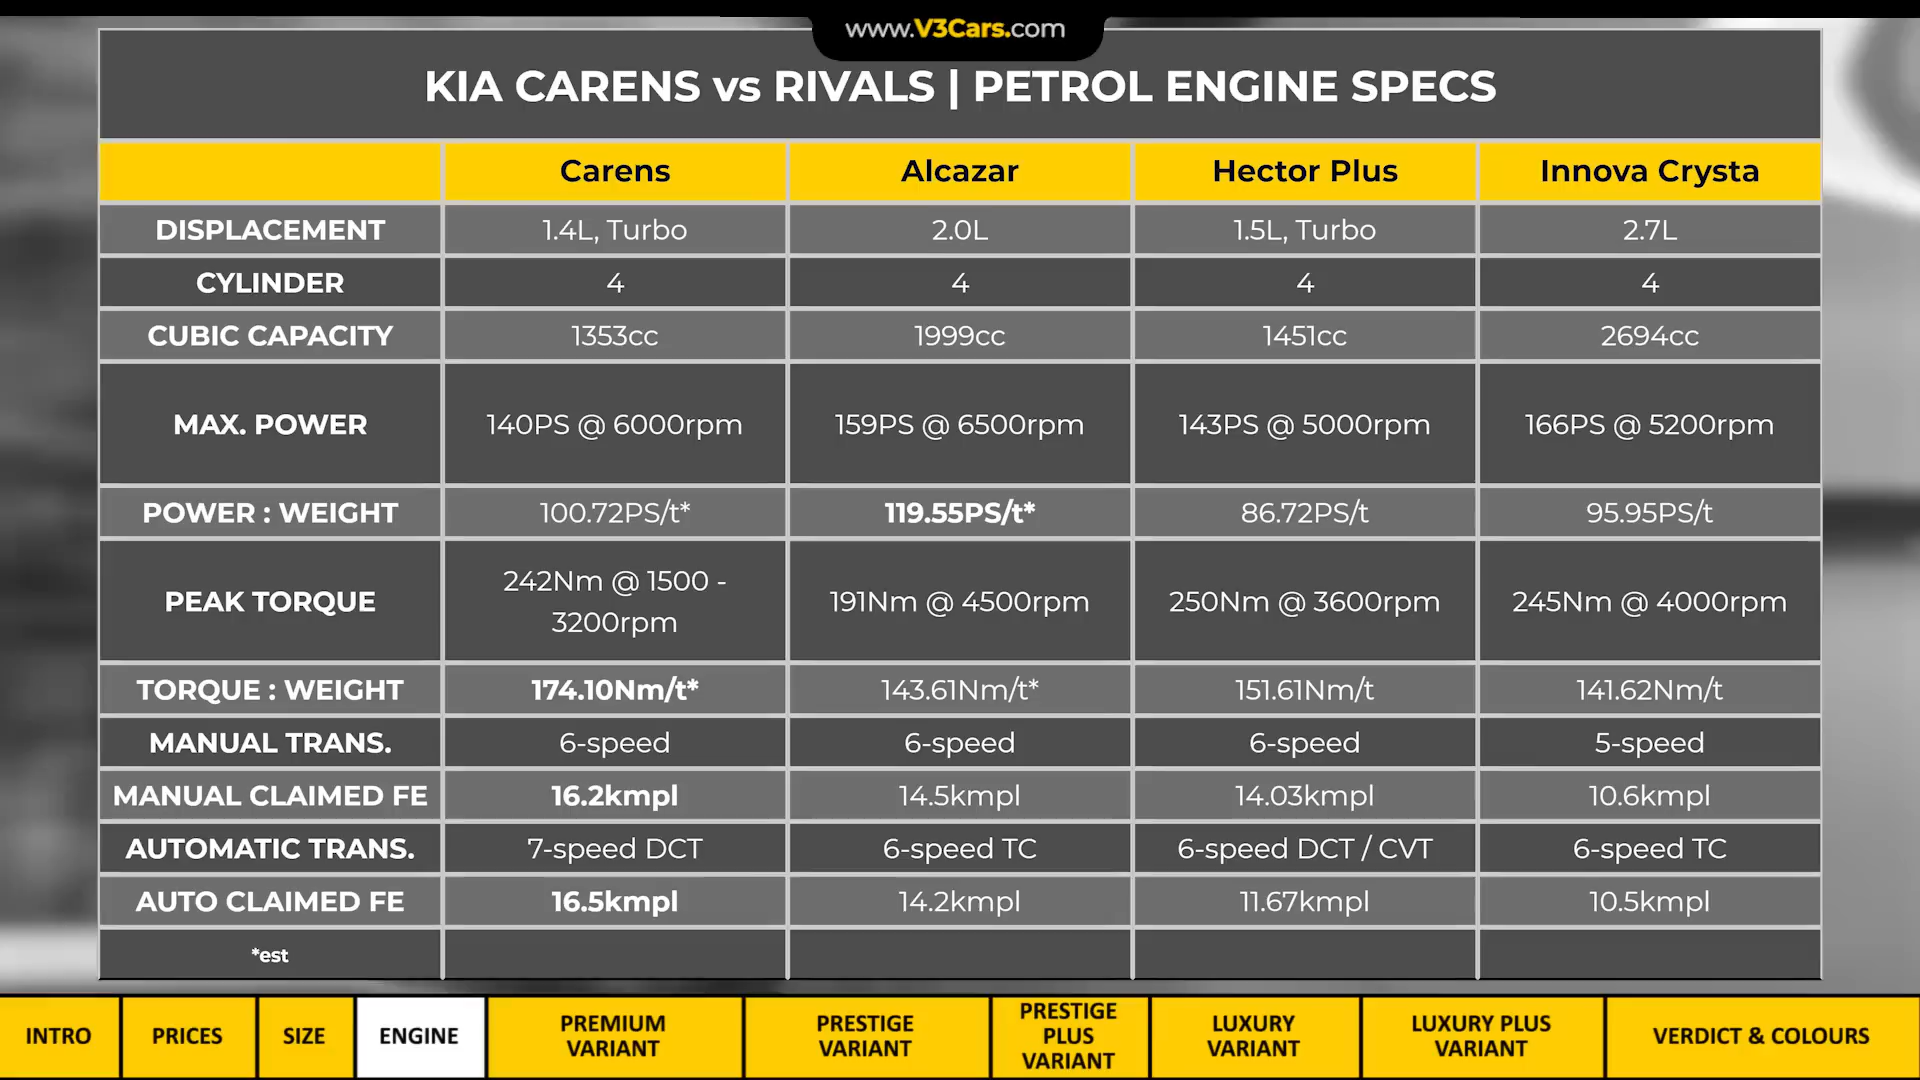 www.V3Cars.com
KIA CARENS vs RIVALS | PETROL ENGINE SPECS
Carens Alcazar Hector Plus Innova Crysta
DISPLACEMENT 1.4L, Turbo 2.0L 1.5L, Turbo 2.7L
CYLINDER 4 4 4 4
CUBIC CAPACITY 1353cc 1999cc 1451cc 2694cc
MAX. POWER 140PS @ 6000rpm 159PS @ 6500rpm 143PS @ 5000rpm 166PS @ 5200rpm
POWER : WEIGHT 100.72PS/t* 119.55PS/t* 86.72PS/t 95.95PS/t
PEAK TORQUE 242Nm @ 1500 -
3200rpm 191Nm @ 4500rpm 250Nm @ 3600rpm 245Nm @ 4000rpm
TORQUE : WEIGHT 174.10Nm/t* 143.61Nm/t* 151.61Nm/t 141.62Nm/t
MANUAL TRANS. 6-speed 6-speed 6-speed 5-speed
MANUAL CLAIMED FE 16.2kmpl 14.5kmpl 14.03kmpl 10.6kmpl
AUTOMATIC TRANS. 7-speed DCT 6-speed TC 6-speed DCT / CVT 6-speed TC
AUTO CLAIMED FE 16.5kmpl 14.2kmpl 11.67kmpl 10.5kmpl
*est
INTRO
PRICES
SIZE
ENGINE
PREMIUM
VARIANT
PRESTIGE
VARIANT
PRESTIGE
PLUS
VARIANT
LUXURY
VARIANT
LUXURY PLUS
VARIANT
VERDICT & COLOURS